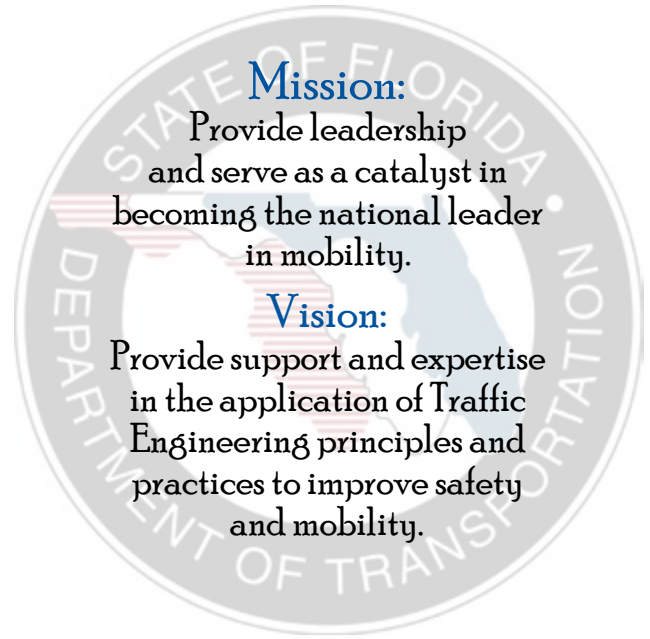 STATE OF FLORIDA
Mission:
Provide leadership
and serve as a catalyst in
becoming the national leader
in mobility.
Vision:
Provide support and expertise
in the application of Traffic
Engineering principles and
practices to improve safety
and mobility.
DEPARTMENT OF TRANSPORTATION